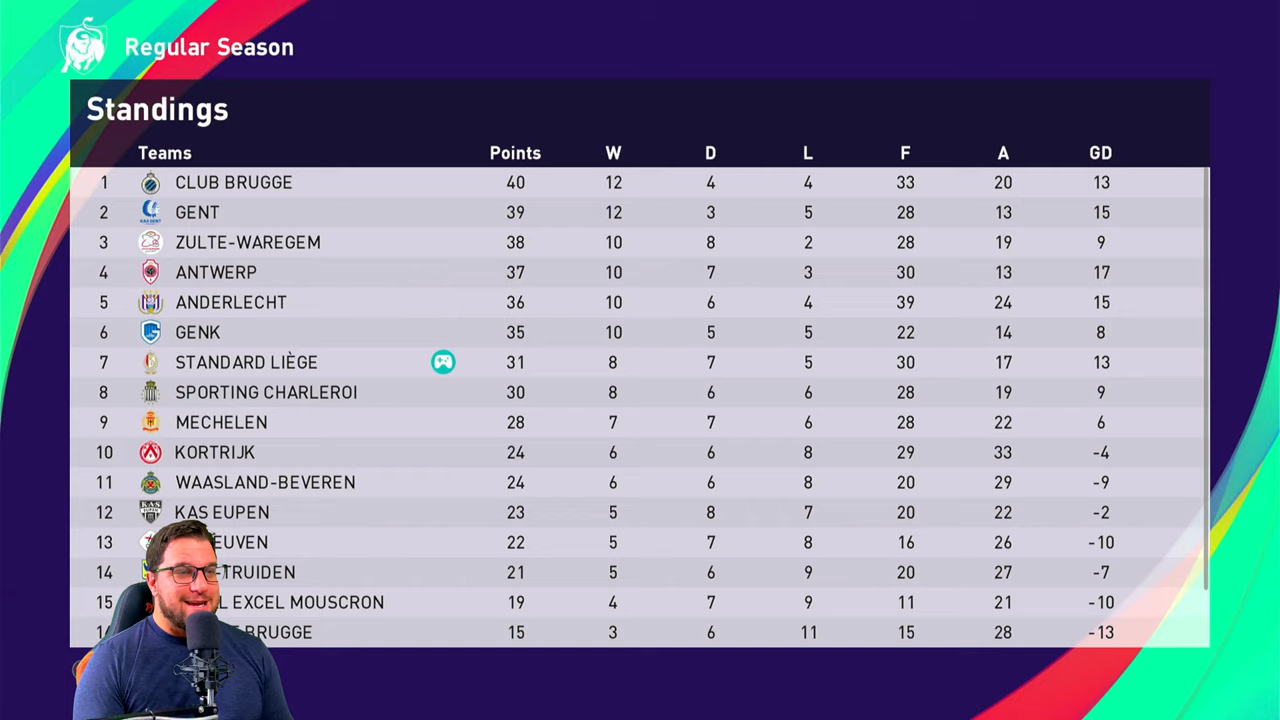 Regular Season
Standings
Teams Points W D L F A GD
1 CLUB BRUGGE 40 12 4 4 33 20 13
2 GENT 39 12 3 5 28 13 15
3 ZULTE-WAREGEM 38 10 8 2 28 19 9
4 ANTWERP 37 10 7 3 30 13 17
5 ANDERLECHT 36 10 6 4 39 24 15
6 GENK 35 10 5 5 22 14 8
7 STANDARD LIÈGE 31 8 7 5 30 17 13
8 SPORTING CHARLEROI 30 8 6 6 28 19 9
9 MECHELEN 28 7 7 6 28 22 6
10 KORTRIJK 24 6 6 8 29 33 -4
11 WAASLAND-BEVEREN 24 6 6 8 20 29 -9
12 KAS EUPEN 23 5 8 7 20 22 -2
13 EUVEN 22 5 7 8 16 26 -10
14 TRUIDEN 21 5 6 9 20 27 -7
15 L EXCEL MOUSCRON 19 4 7 9 11 21 -10
BRUGGE 15 3 6 11 15 28 -13